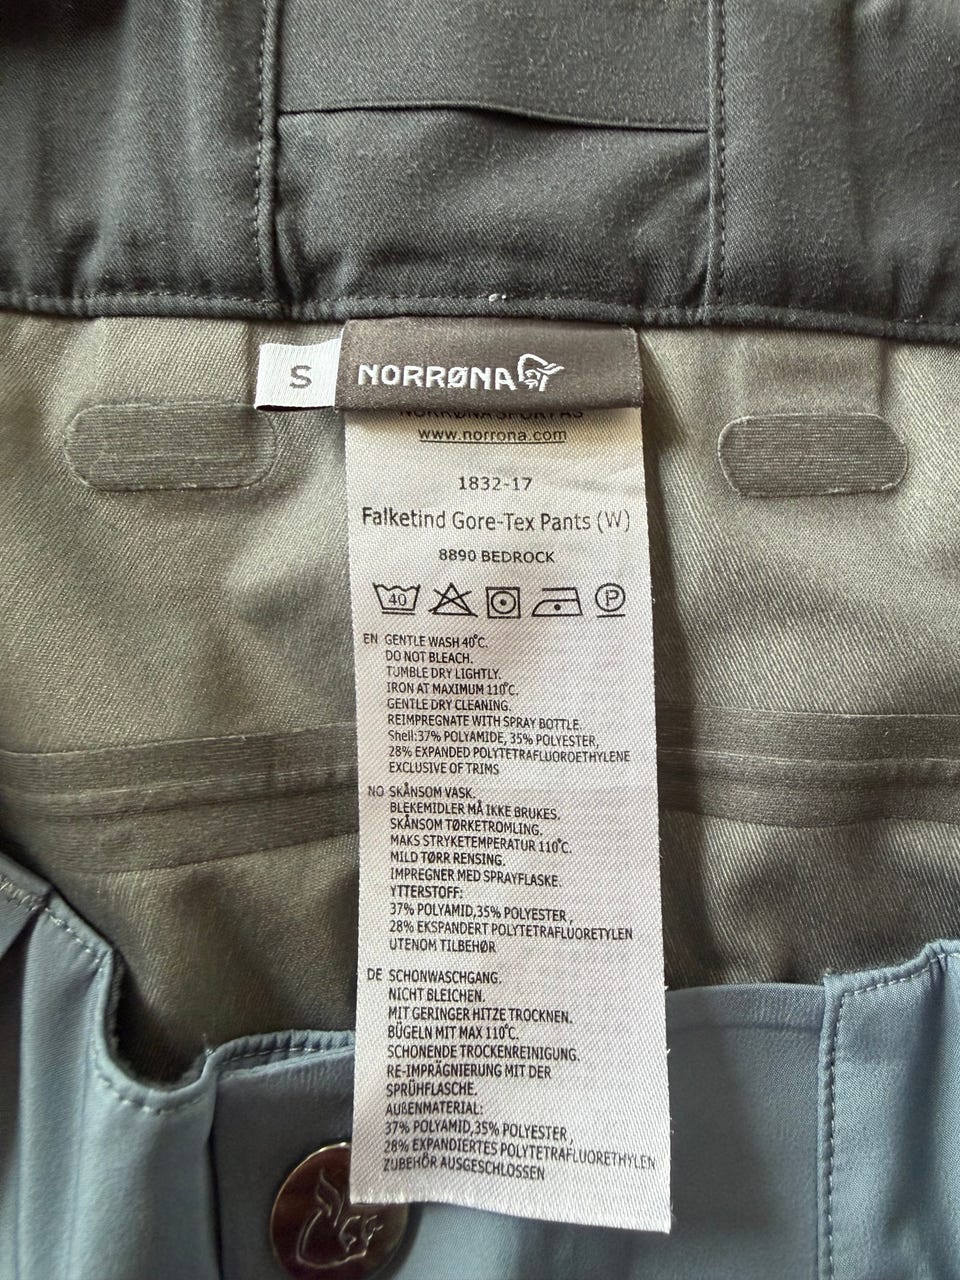 S
NORRØNA
NORRØNA SPORT AS
www.norrona.com
1832-17
Falketind Gore-Tex Pants (W)
8890 BEDROCK
40 P
EN GENTLE WASH 40°C.
DO NOT BLEACH.
TUMBLE DRY LIGHTLY.
IRON AT MAXIMUM 110°C.
GENTLE DRY CLEANING.
REIMPREGNATE WITH SPRAY BOTTLE.
Shell:37% POLYAMIDE, 35% POLYESTER,
28% EXPANDED POLYTETRAFLUOROETHYLENE
EXCLUSIVE OF TRIMS
NO SKÅNSOM VASK.
BLEKEMIDLER MÅ IKKE BRUKES.
SKÅNSOM TØRKETROMLING.
MAKS STRYKETEMPERATUR 110°C.
MILD TØRR RENSING.
IMPREGNER MED SPRAYFLASKE.
YTTERSTOFF:
37% POLYAMID,35% POLYESTER ,
28% EKSPANDERT POLYTETRAFLUORETYLEN
UTENOM TILBEHØR
DE SCHONWASCHGANG.
NICHT BLEICHEN.
MIT GERINGER HITZE TROCKNEN.
BÜGELN MIT MAX 110°C.
SCHONENDE TROCKENREINIGUNG.
RE-IMPRÄGNIERUNG MIT DER
SPRÜHFLASCHE.
AUßENMATERIAL:
37% POLYAMID,35% POLYESTER ,
28% EXPANDIERTES POLYTETRAFLUORETHYLEN
ZUBEHÖR AUSGESCHLOSSEN